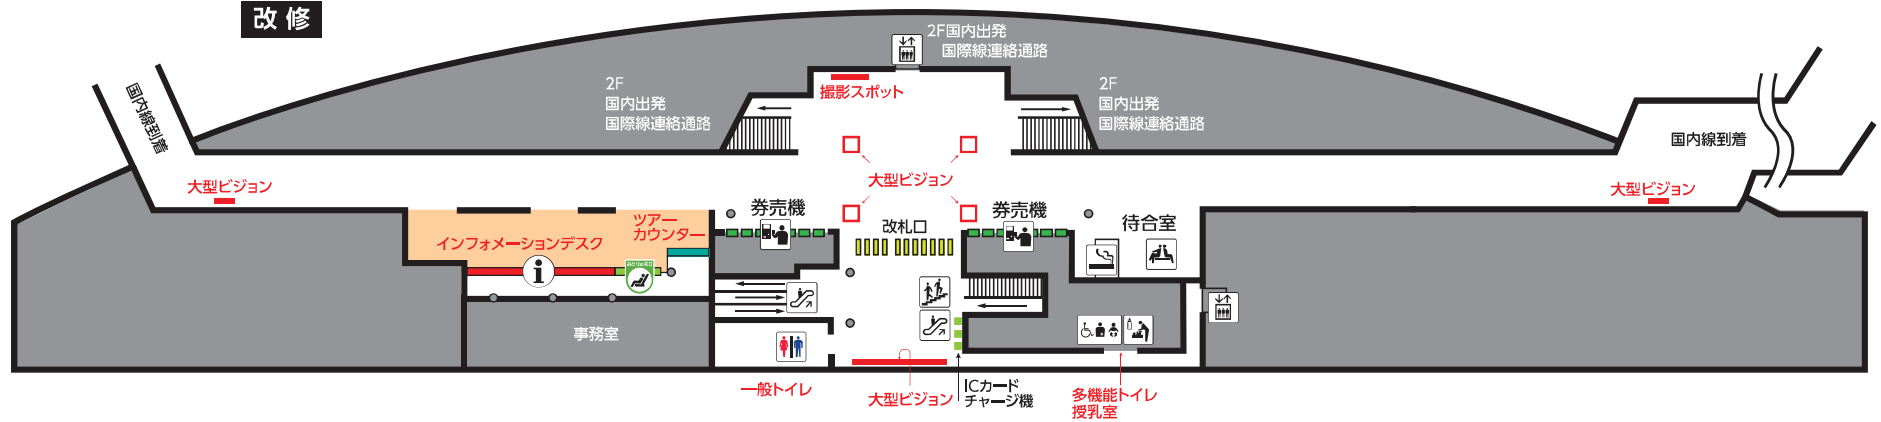 改修
2F国内出発
国際線連絡通路
2F
国内出発
国際線連絡通路
2F
国内出発
国際線連絡通路
撮影スポット
国内線到着
国内線到着
大型ビジョン
大型ビジョン
大型ビジョン
券売機
券売機
改札口
待合室
ツアー
カウンター
インフォメーションデスク
i
事務室
一般トイレ
大型ビジョン
ICカード
チャージ機
多機能トイレ
授乳室